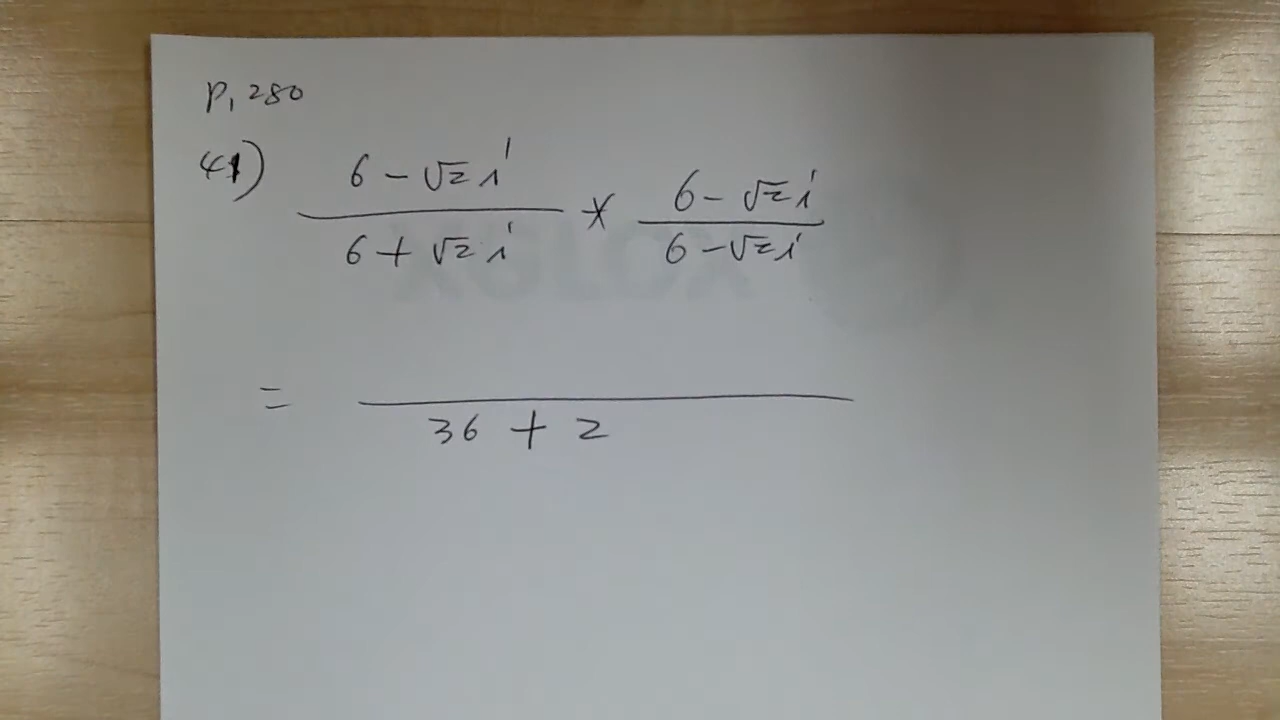 P. 280
41) (6 - √2 i)/(6 + √2 i) * (6 - √2 i)/(6 - √2 i)
= /(36 + 2)